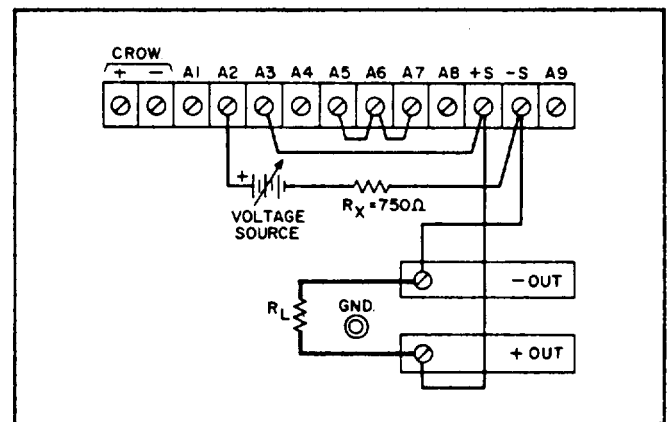 CROW
+ − A1 A2 A3 A4 A5 A6 A7 A8 +S -S A9
+
VOLTAGE
SOURCE
RX=750Ω
− OUT
RL
GND.
+ OUT